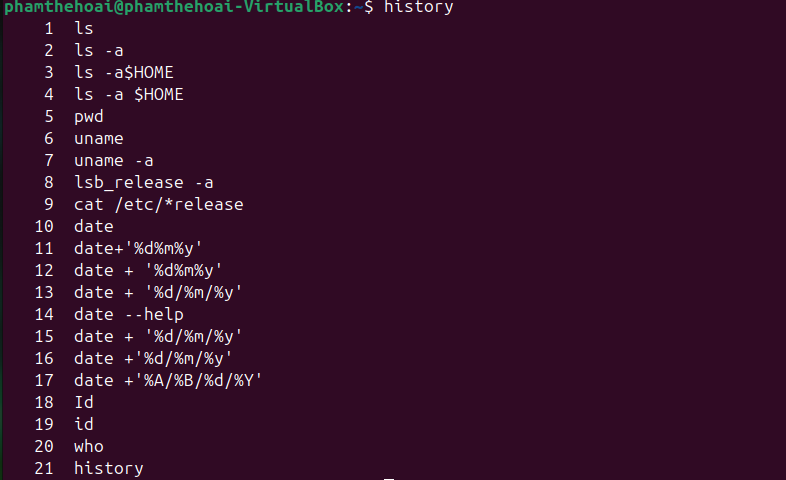 phamthehoai@phamthehoai-VirtualBox:~$ history
1 ls
2 ls -a
3 ls -a$HOME
4 ls -a $HOME
5 pwd
6 uname
7 uname -a
8 lsb_release -a
9 cat /etc/*release
10 date
11 date+'%d%m%y'
12 date + '%d%m%y'
13 date + '%d/%m/%y'
14 date --help
15 date + '%d/%m/%y'
16 date +'%d/%m/%y'
17 date +'%A/%B/%d/%Y'
18 Id
19 id
20 who
21 history